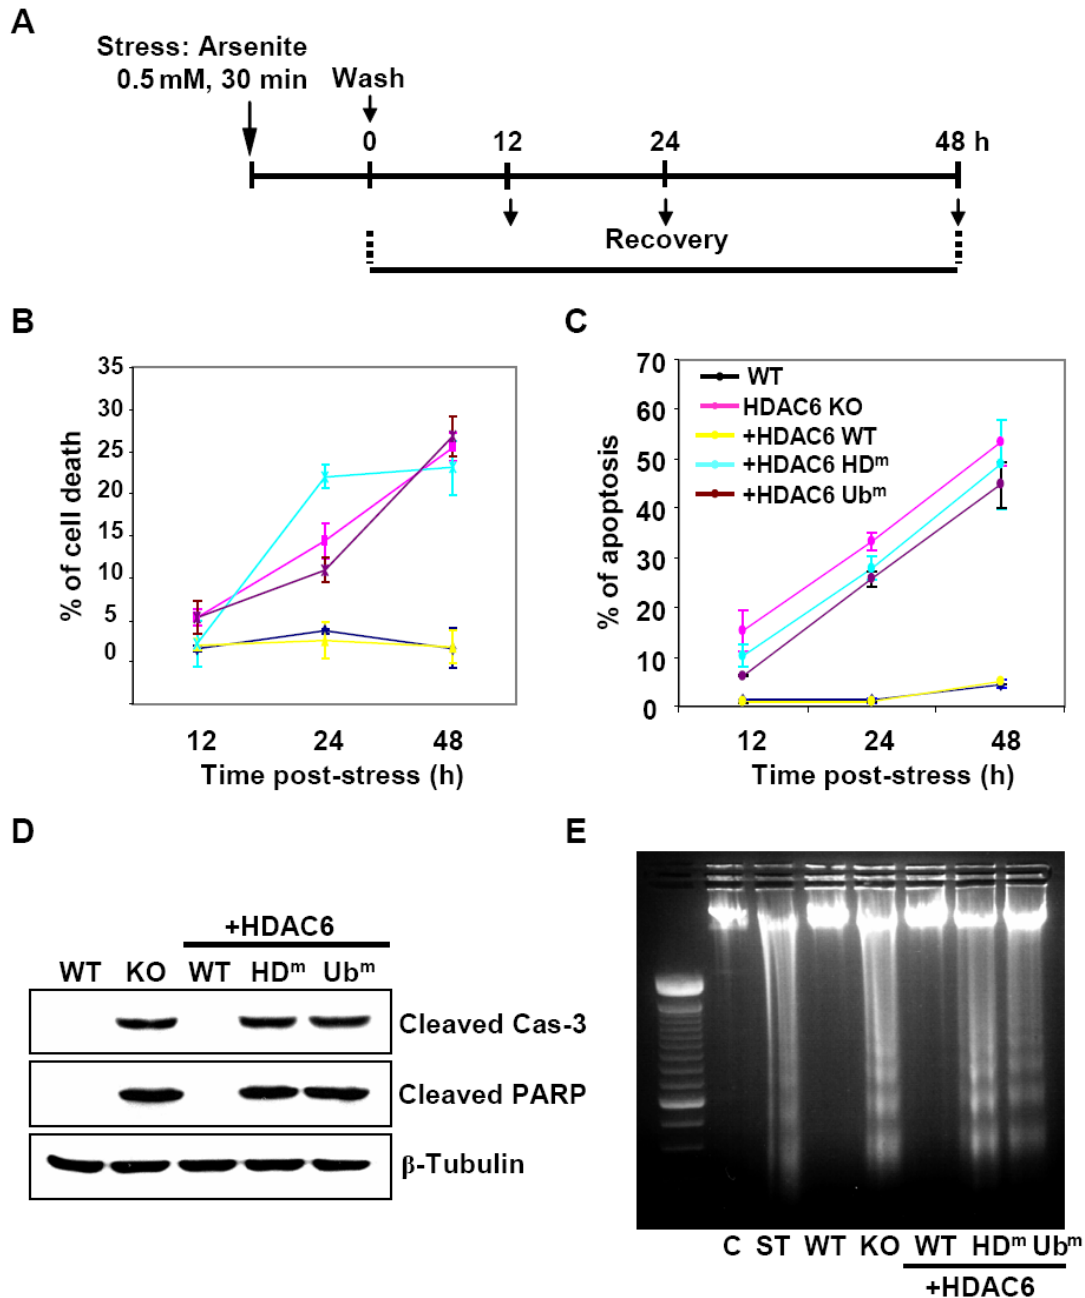 A
Stress: Arsenite
0.5 mM, 30 min
Wash
0 12 24 48 h
Recovery
B
% of cell death
35
30
25
20
15
10
5
0
12 24 48
Time post-stress (h)
C
% of apoptosis
70
60
50
40
30
20
10
0
WT
HDAC6 KO
+HDAC6 WT
+HDAC6 HDᵐ
+HDAC6 Ubᵐ
12 24 48
Time post-stress (h)
D
+HDAC6
WT KO WT HDᵐ Ubᵐ
Cleaved Cas-3
Cleaved PARP
β-Tubulin
E
C ST WT KO WT HDᵐ Ubᵐ
+HDAC6